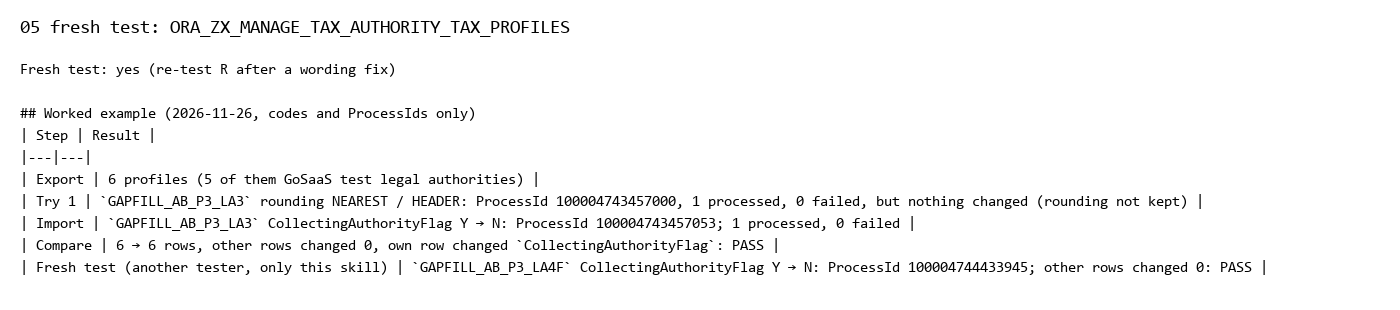 05 fresh test: ORA_ZX_MANAGE_TAX_AUTHORITY_TAX_PROFILES
Fresh test: yes (re-test R after a wording fix)
## Worked example (2026-11-26, codes and ProcessIds only)
| Step | Result |
|---|---|
| Export | 6 profiles (5 of them GoSaaS test legal authorities) |
| Try 1 | `GAPFILL_AB_P3_LA3` rounding NEAREST / HEADER: ProcessId 100004743457000, 1 processed, 0 failed, but nothing changed (rounding not kept) |
| Import | `GAPFILL_AB_P3_LA3` CollectingAuthorityFlag Y → N: ProcessId 100004743457053; 1 processed, 0 failed |
| Compare | 6 → 6 rows, other rows changed 0, own row changed `CollectingAuthorityFlag`: PASS |
| Fresh test (another tester, only this skill) | `GAPFILL_AB_P3_LA4F` CollectingAuthorityFlag Y → N: ProcessId 100004744433945; other rows changed 0: PASS |